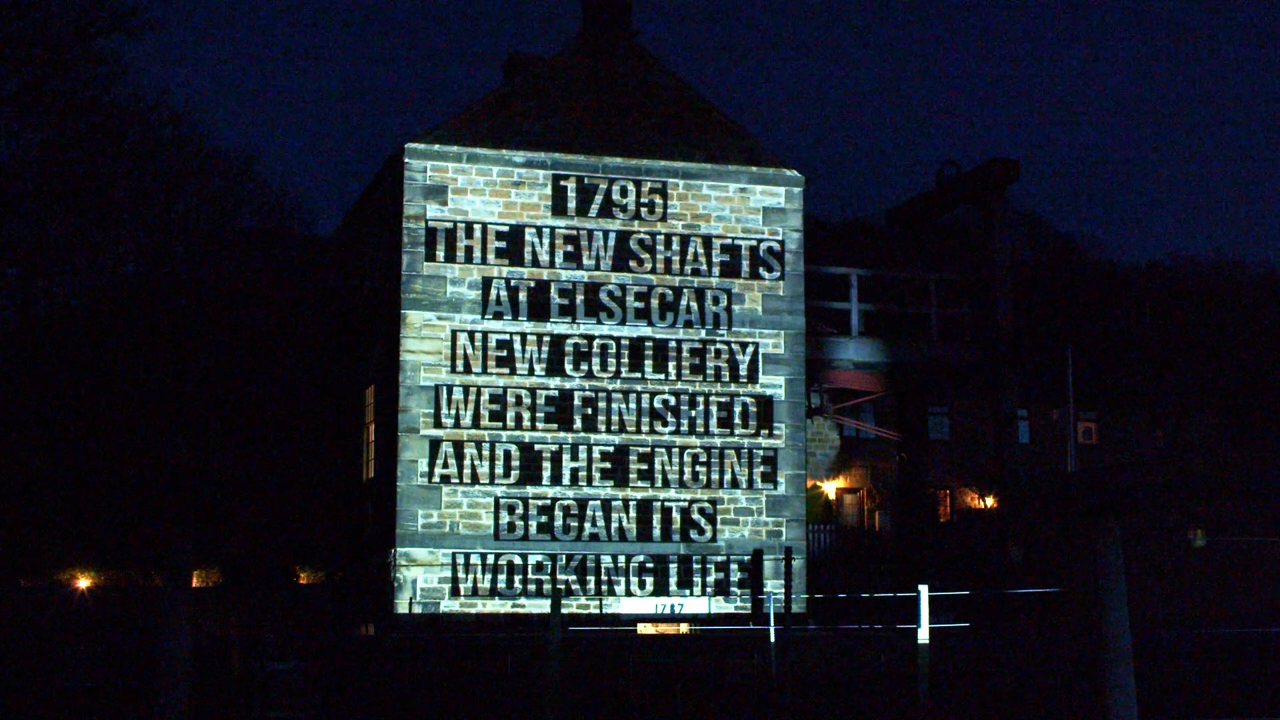 1795
THE NEW SHAFTS
AT ELSECAR
NEW COLLIERY
WERE FINISHED,
AND THE ENGINE
BEGAN ITS
WORKING LIFE
1787